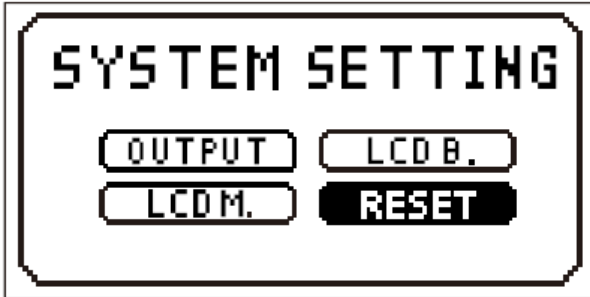 SYSTEM SETTING
OUTPUT LCD B.
LCD M. RESET